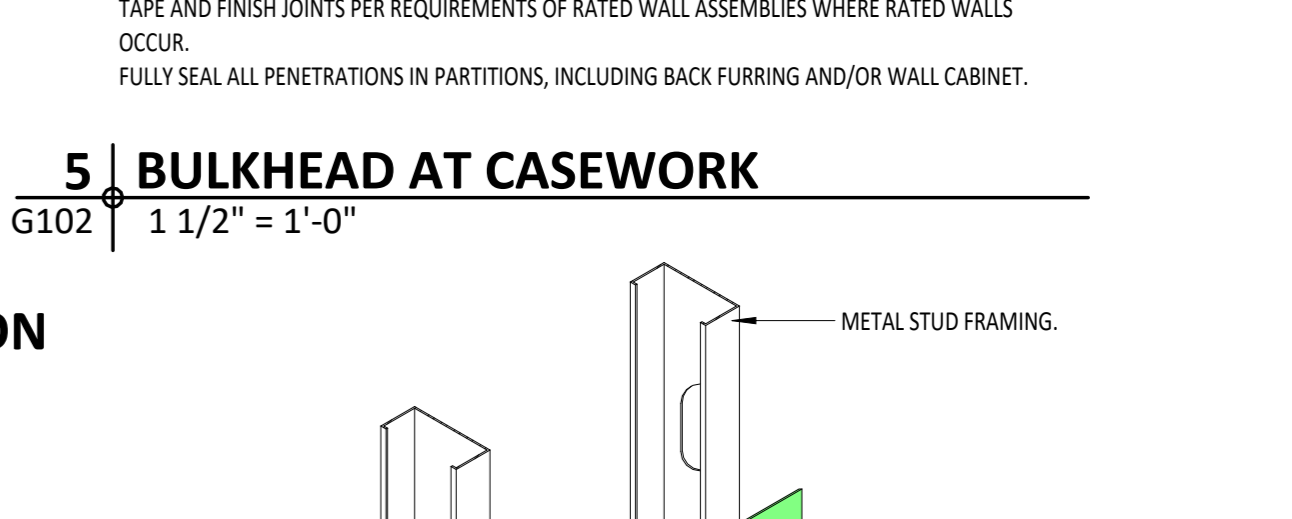 TAPE AND FINISH JOINTS PER REQUIREMENTS OF RATED WALL ASSEMBLIES WHERE RATED WALLS
OCCUR.
FULLY SEAL ALL PENETRATIONS IN PARTITIONS, INCLUDING BACK FURRING AND/OR WALL CABINET.
5 BULKHEAD AT CASEWORK
G102 1 1/2" = 1'-0"
ON
METAL STUD FRAMING.